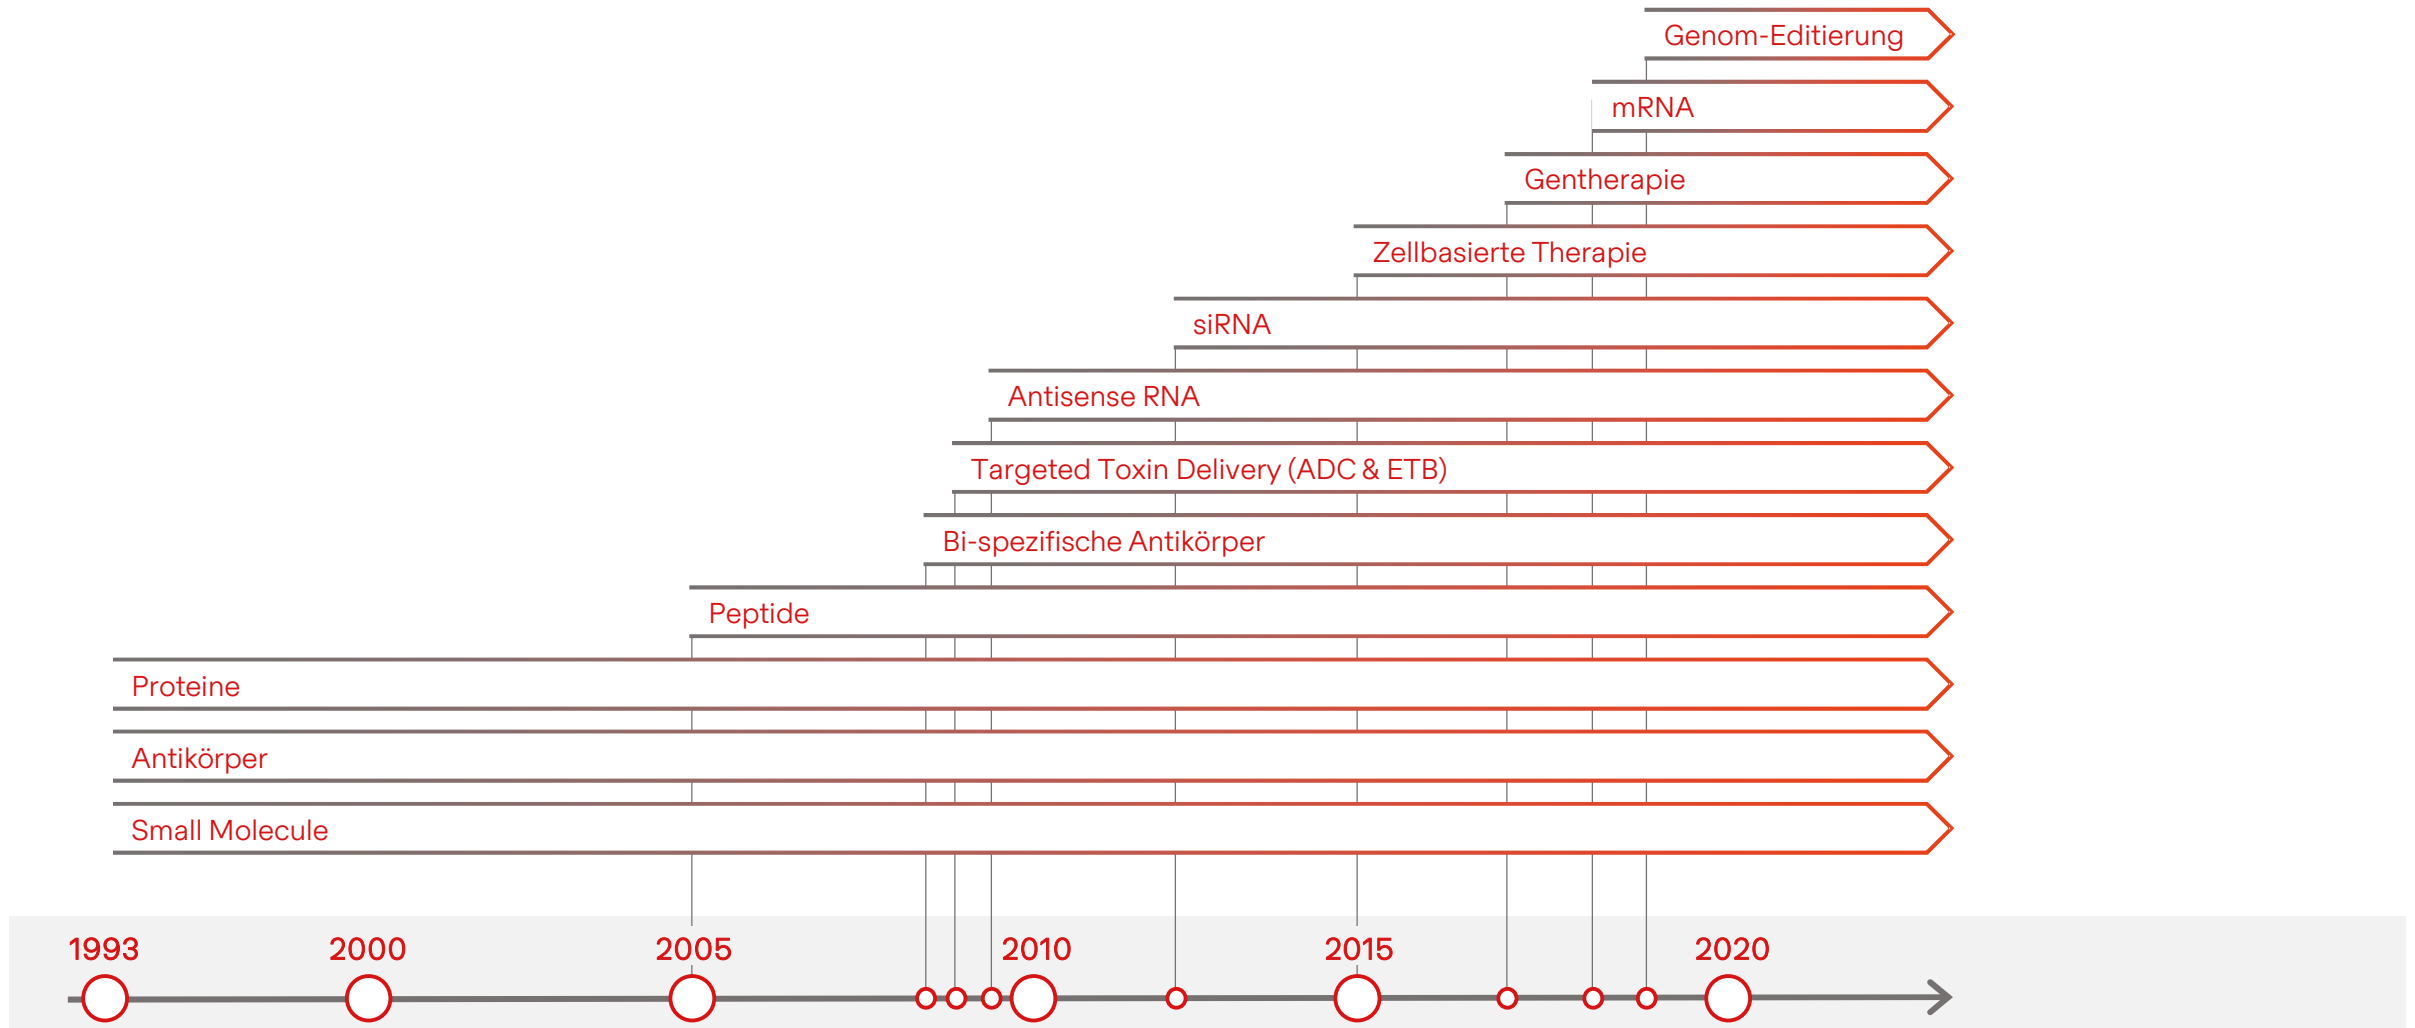 Genom-Editierung
mRNA
Gentherapie
Zellbasierte Therapie
siRNA
Antisense RNA
Targeted Toxin Delivery (ADC & ETB)
Bi-spezifische Antikörper
Peptide
Proteine
Antikörper
Small Molecule
1993 2000 2005 2010 2015 2020